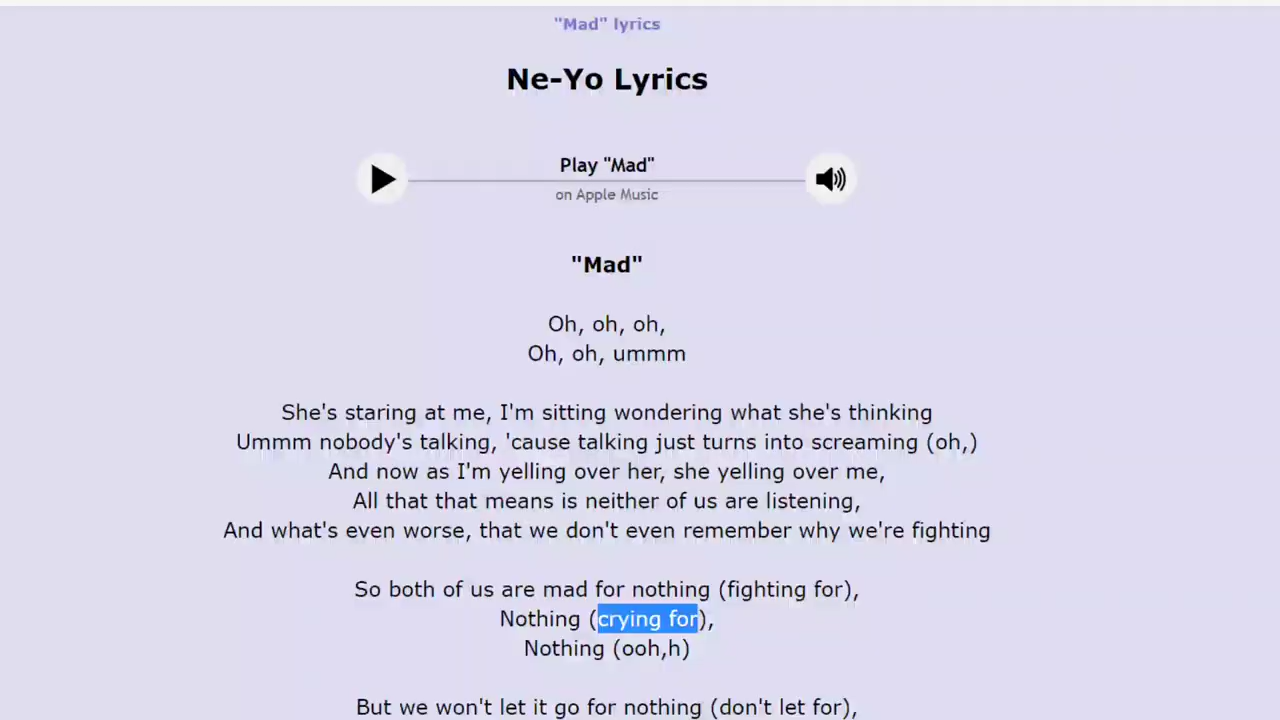 "Mad" lyrics
Ne-Yo Lyrics
Play "Mad"
on Apple Music
"Mad"
Oh, oh, oh,
Oh, oh, ummm
She's staring at me, I'm sitting wondering what she's thinking
Ummm nobody's talking, 'cause talking just turns into screaming (oh,)
And now as I'm yelling over her, she yelling over me,
All that that means is neither of us are listening,
And what's even worse, that we don't even remember why we're fighting
So both of us are mad for nothing (fighting for),
Nothing (crying for),
Nothing (ooh,h)
But we won't let it go for nothing (don't let for),